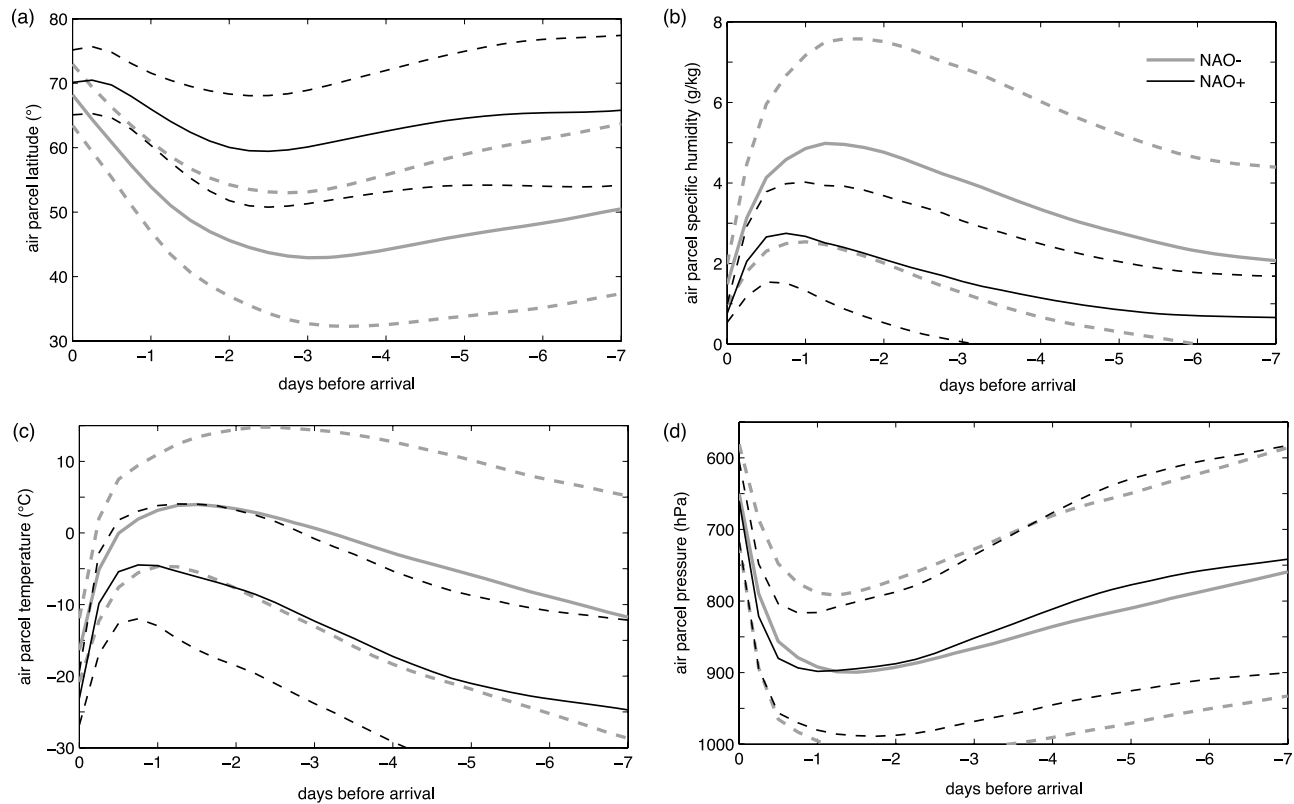 (a)
80
70
60
50
40
30
air parcel latitude (°)
0 −1 −2 −3 −4 −5 −6 −7
days before arrival
(b)
8
6
4
2
0
air parcel specific humidity (g/kg)
NAO-
NAO+
0 −1 −2 −3 −4 −5 −6 −7
days before arrival
(c)
10
0
−10
−20
−30
air parcel temperature (°C)
0 −1 −2 −3 −4 −5 −6 −7
days before arrival
(d)
600
700
800
900
1000
air parcel pressure (hPa)
0 −1 −2 −3 −4 −5 −6 −7
days before arrival